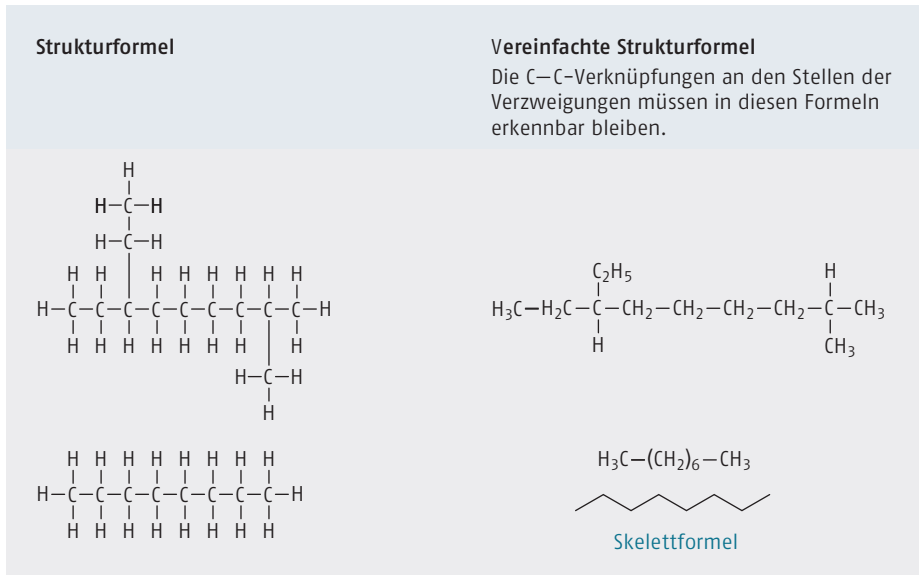 Strukturformel
Vereinfachte Strukturformel
Die C—C-Verknüpfungen an den Stellen der
Verzweigungen müssen in diesen Formeln
erkennbar bleiben.
H
H—C—H
H—C—H
H H H H H H H H
H—C—C—C—C—C—C—C—C—C—H
H H H H H H H H
H—C—H
H
C₂H₅ H
H₃C—H₂C—C—CH₂—CH₂—CH₂—CH₂—C—CH₃
H CH₃
H H H H H H H H
H—C—C—C—C—C—C—C—C—H
H H H H H H H H
H₃C—(CH₂)₆—CH₃
Skelettformel